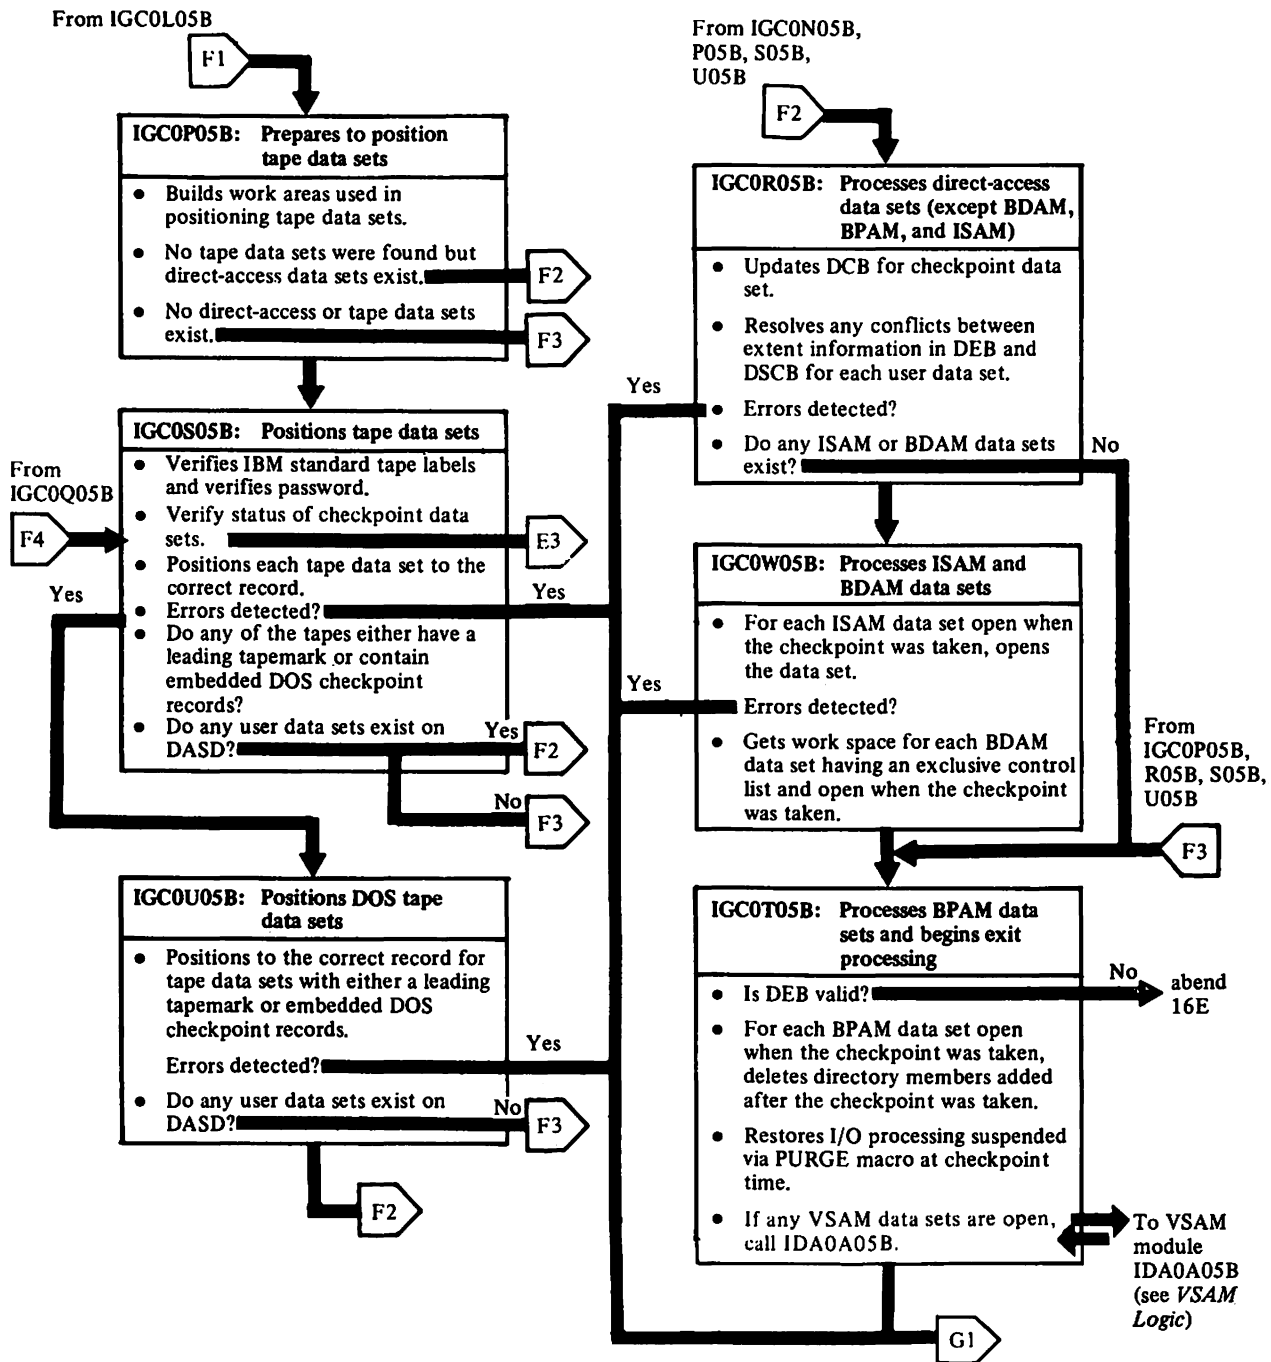 From IGC0L05B
F1
IGC0P05B: Prepares to position
tape data sets
• Builds work areas used in
positioning tape data sets.
• No tape data sets were found but
direct-access data sets exist.
F2
• No direct-access or tape data sets
exist.
F3
IGC0S05B: Positions tape data sets
• Verifies IBM standard tape labels
and verifies password.
• Verify status of checkpoint data
sets.
E3
• Positions each tape data set to the
correct record.
• Errors detected?
Yes
• Do any of the tapes either have a
leading tapemark or contain
embedded DOS checkpoint
records?
• Do any user data sets exist on
DASD?
Yes
F2
No
F3
From
IGC0Q05B
F4
Yes
IGC0U05B: Positions DOS tape
data sets
• Positions to the correct record for
tape data sets with either a leading
tapemark or embedded DOS
checkpoint records.
Errors detected?
Yes
• Do any user data sets exist on
DASD?
No
F3
F2
From IGC0N05B,
P05B, S05B,
U05B
F2
IGC0R05B: Processes direct-access
data sets (except BDAM,
BPAM, and ISAM)
• Updates DCB for checkpoint data
set.
• Resolves any conflicts between
extent information in DEB and
DSCB for each user data set.
Yes
• Errors detected?
• Do any ISAM or BDAM data sets
exist?
No
IGC0W05B: Processes ISAM and
BDAM data sets
• For each ISAM data set open when
the checkpoint was taken, opens
the data set.
Yes
Errors detected?
• Gets work space for each BDAM
data set having an exclusive control
list and open when the checkpoint
was taken.
From
IGC0P05B,
R05B, S05B,
U05B
F3
IGC0T05B: Processes BPAM data
sets and begins exit
processing
• Is DEB valid?
No
abend
16E
• For each BPAM data set open
when the checkpoint was taken,
deletes directory members added
after the checkpoint was taken.
• Restores I/O processing suspended
via PURGE macro at checkpoint
time.
• If any VSAM data sets are open,
call IDA0A05B.
To VSAM
module
IDA0A05B
(see VSAM
Logic)
G1